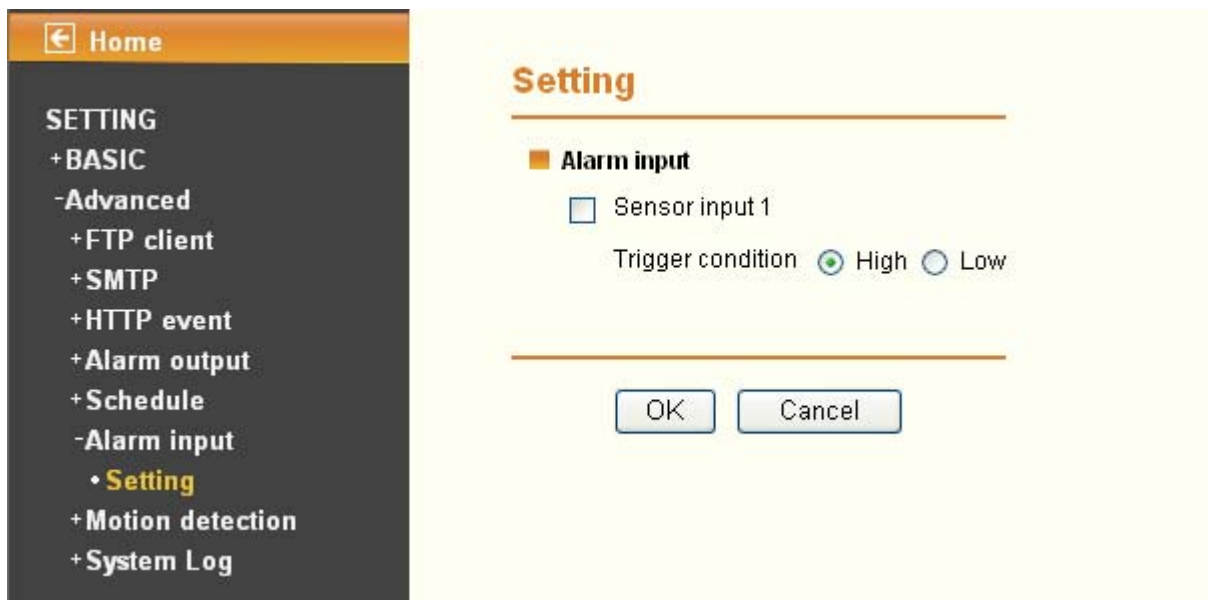 Home
SETTING
+BASIC
-Advanced
+FTP client
+SMTP
+HTTP event
+Alarm output
+Schedule
-Alarm input
•Setting
+Motion detection
+System Log
Setting
Alarm input
Sensor input 1
Trigger condition High Low
OK Cancel